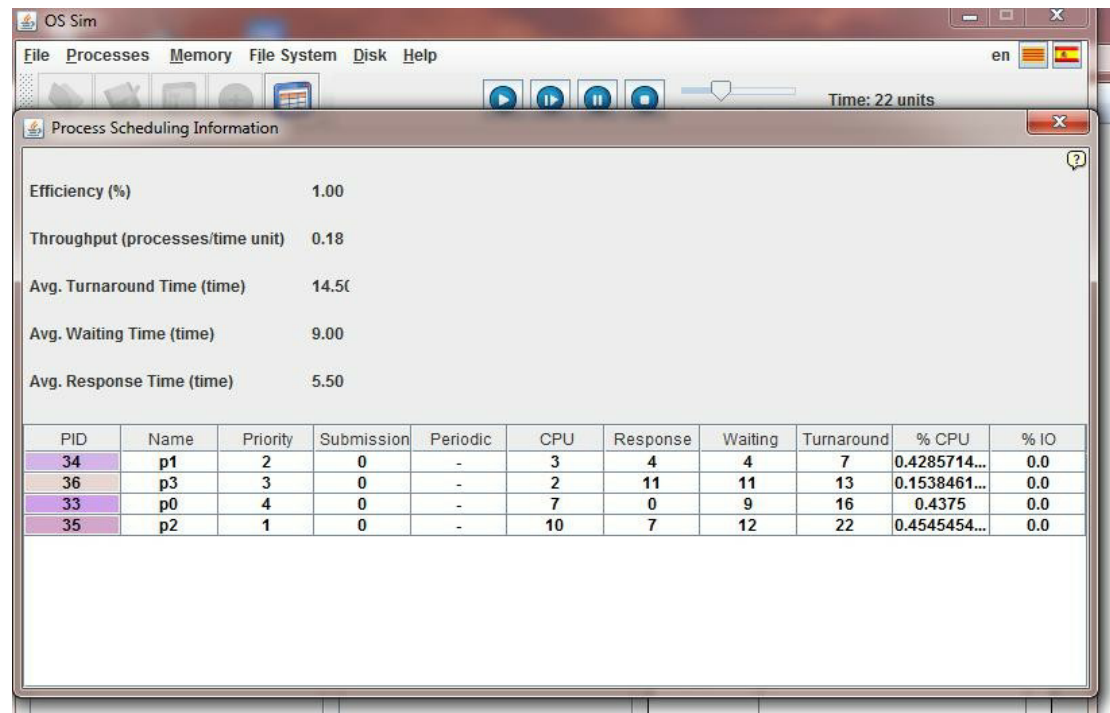 OS Sim
File Processes Memory File System Disk Help en
Time: 22 units
Process Scheduling Information
Efficiency (%) 1.00
Throughput (processes/time unit) 0.18
Avg. Turnaround Time (time) 14.50
Avg. Waiting Time (time) 9.00
Avg. Response Time (time) 5.50
PID Name Priority Submission Periodic CPU Response Waiting Turnaround % CPU % IO
34 p1 2 0 - 3 4 4 7 0.4285714... 0.0
36 p3 3 0 - 2 11 11 13 0.1538461... 0.0
33 p0 4 0 - 7 0 9 16 0.4375 0.0
35 p2 1 0 - 10 7 12 22 0.4545454... 0.0